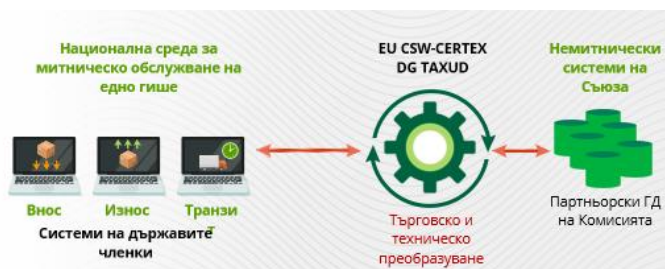 Национална среда за
митническо обслужване на
едно гише
EU CSW-CERTEX
DG TAXUD
Немитнически
системи на
Съюза
Внос
Износ
Транзи
т
Системи на държавите
членки
Търговско и
техническо
преобразуване
Партньорски ГД
на Комисията